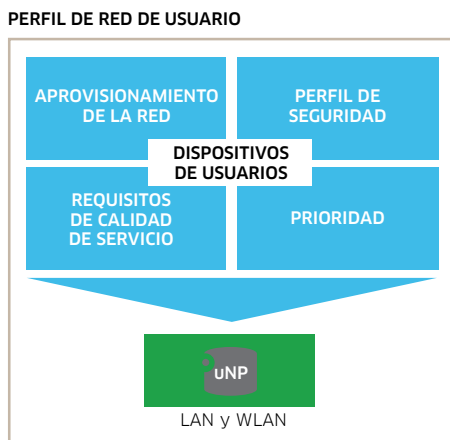 PERFIL DE RED DE USUARIO
APROVISIONAMIENTO
DE LA RED
PERFIL DE
SEGURIDAD
DISPOSITIVOS
DE USUARIOS
REQUISITOS
DE CALIDAD
DE SERVICIO
PRIORIDAD
uNP
LAN y WLAN